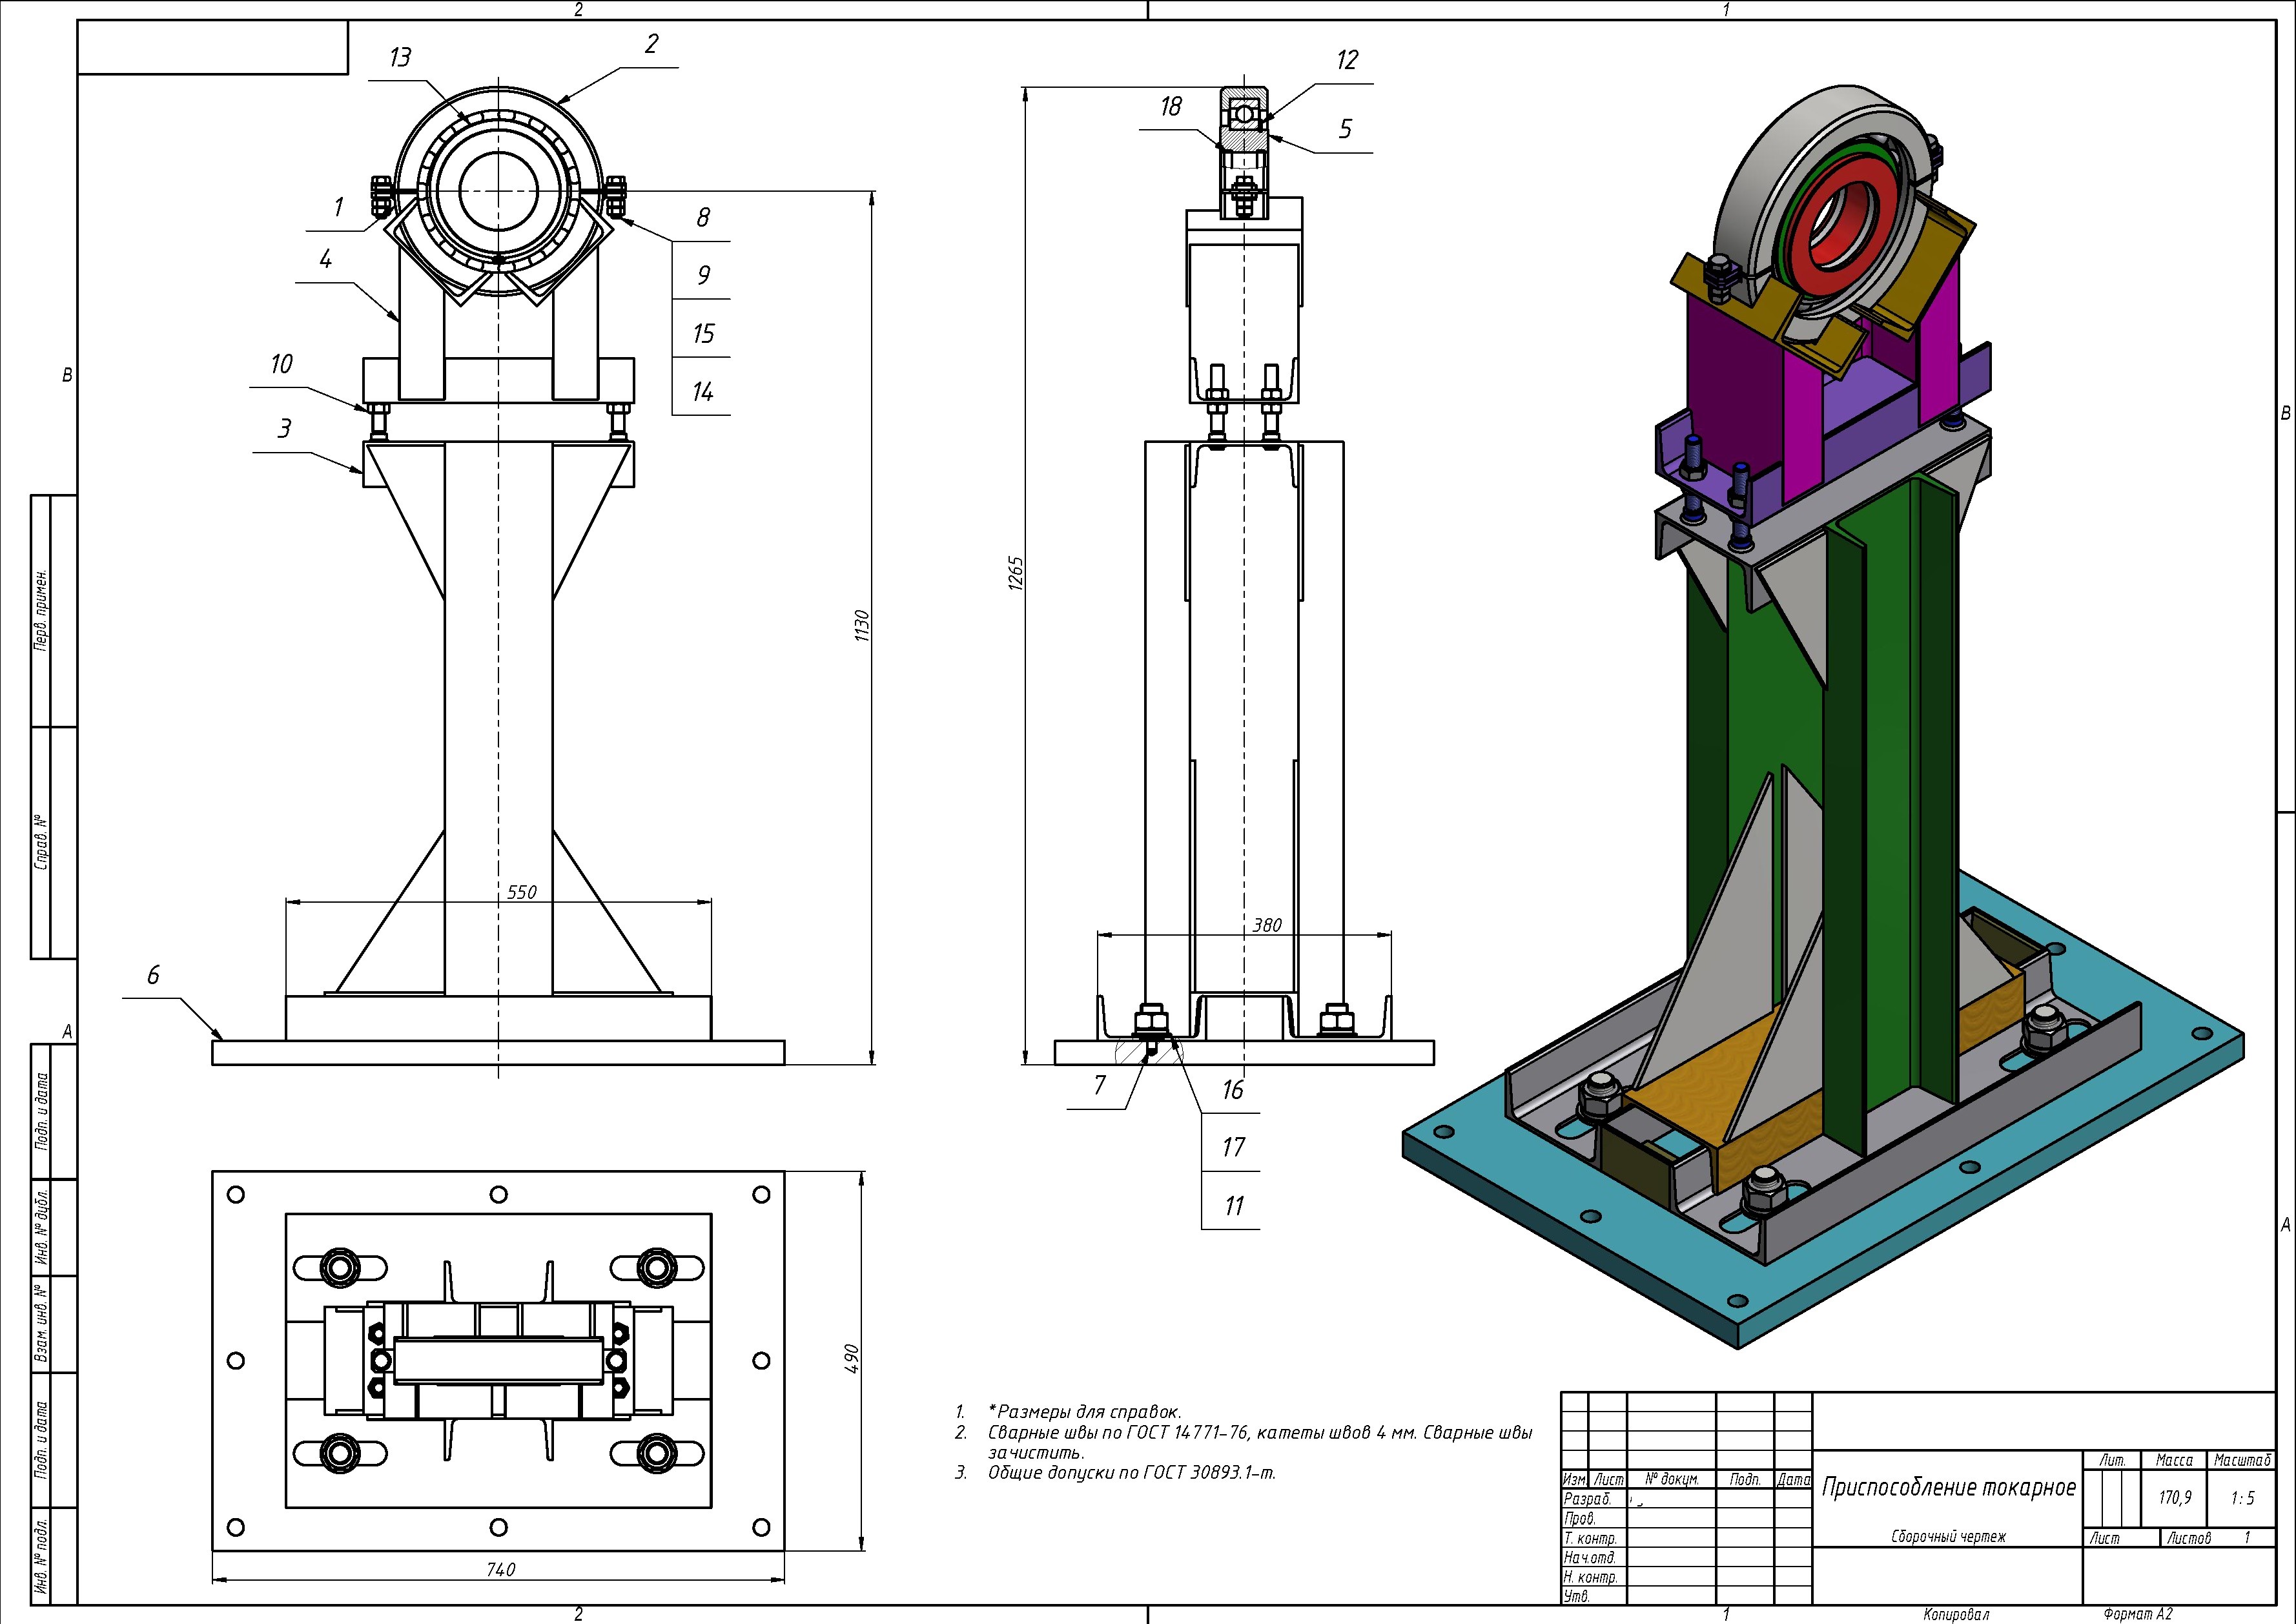 2
1
13
2
1
4
10
3
8
9
15
14
6
550
1130
12
18
5
1265
380
7
16
17
11
490
740
B
A
B
A
Перв. примен.
Справ. №
Подп. и дата
Инв. № дубл.
Взам. инв. №
Подп. и дата
Инв. № подл.
1. *Размеры для справок.
2. Сварные швы по ГОСТ 14771-76, катеты швов 4 мм. Сварные швы
зачистить.
3. Общие допуски по ГОСТ 30893.1-m.
Изм. Лист № докум. Подп. Дата
Разраб.
Пров.
Т. контр.
Нач.отд.
Н. контр.
Утв.
Приспособление токарное
Сборочный чертеж
Лит. Масса Масштаб
170,9 1:5
Лист Листов 1
2
1
Копировал Формат А2